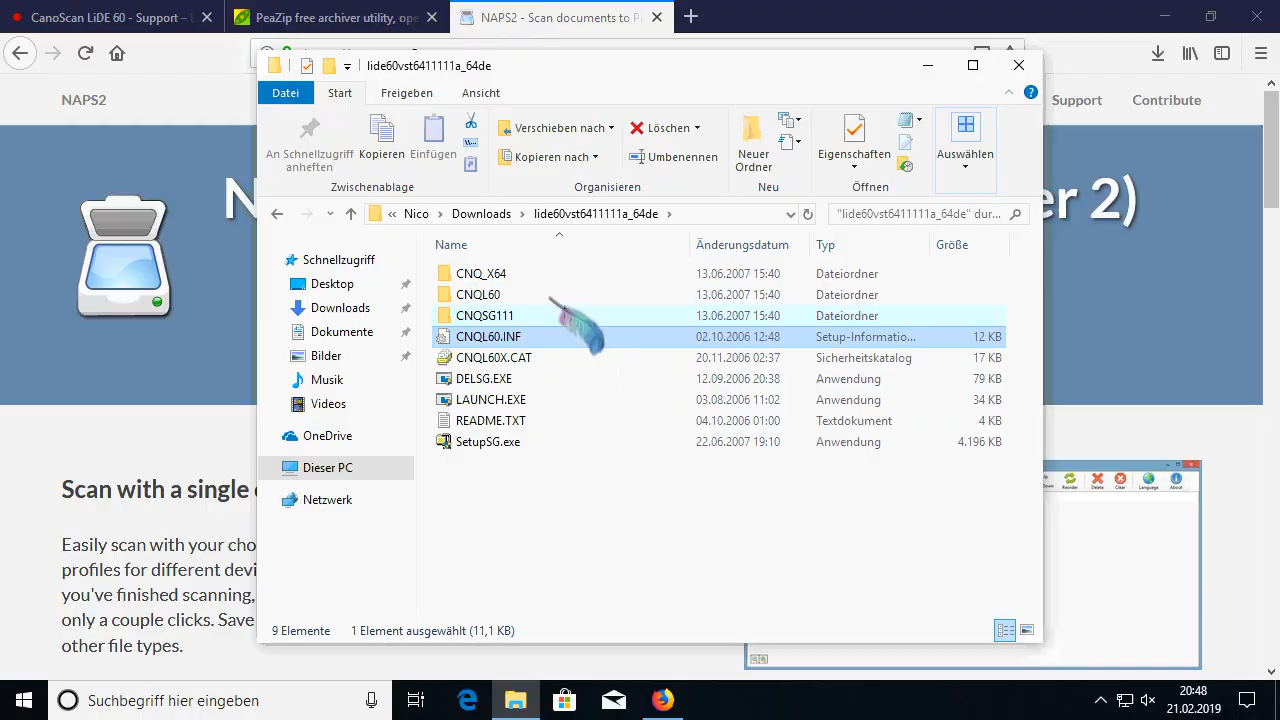 CanoScan LiDE 60 - Support – L
PeaZip free archiver utility, ope
NAPS2 - Scan documents to P
lide60vst6411111a_64de
Datei Start Freigeben Ansicht
NAPS2
Support Contribute
An Schnellzugriff anheften
Kopieren
Einfügen
Verschieben nach
Kopieren nach
Löschen
Umbenennen
Neuer Ordner
Eigenschaften
Auswählen
Zwischenablage Organisieren Neu Öffnen
Nico Downloads lide60vst6411111a_64de
"lide60vst6411111a_64de" dur...
Name Änderungsdatum Typ Größe
CNQ_X64 13.06.2007 15:40 Dateiordner
CNQL60 13.06.2007 15:40 Dateiordner
CNQSG111 13.06.2007 15:40 Dateiordner
CNQL60.INF 02.10.2006 12:48 Setup-Informatio... 12 KB
CNQL60X.CAT 20.11.2006 02:37 Sicherheitskatalog 17 KB
DELSG.EXE 12.09.2006 20:38 Anwendung 79 KB
LAUNCH.EXE 03.08.2006 11:02 Anwendung 34 KB
README.TXT 04.10.2006 01:00 Textdokument 4 KB
SetupSG.exe 22.06.2007 19:10 Anwendung 4.196 KB
Schnellzugriff
Desktop
Downloads
Dokumente
Bilder
Musik
Videos
OneDrive
Dieser PC
Netzwerk
9 Elemente 1 Element ausgewählt (11,1 KB)
N
er 2)
Scan with a single
Easily scan with your cho
profiles for different devi
you've finished scanning,
only a couple clicks. Save
other file types.
Reorder Delete Clear Language About
Suchbegriff hier eingeben
20:48
21.02.2019